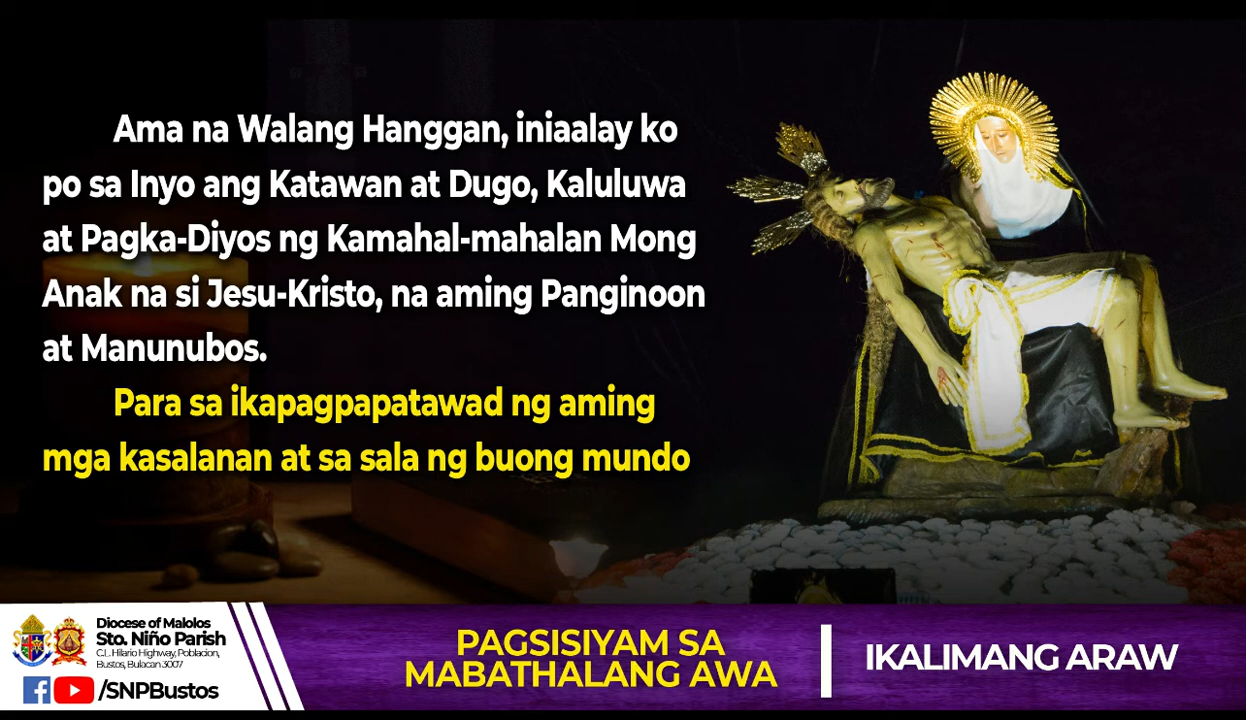 Ama na Walang Hanggan, iniaalay ko
po sa Inyo ang Katawan at Dugo, Kaluluwa
at Pagka-Diyos ng Kamahal-mahalan Mong
Anak na si Jesu-Kristo, na aming Panginoon
at Manunubos.
Para sa ikapagpapatawad ng aming
mga kasalanan at sa sala ng buong mundo
Diocese of Malolos
Sto. Niño Parish
C.L. Hilario Highway, Poblacion,
Bustos, Bulacan 3007
/SNPBustos
PAGSISIYAM SA
MABATHALANG AWA
IKALIMANG ARAW